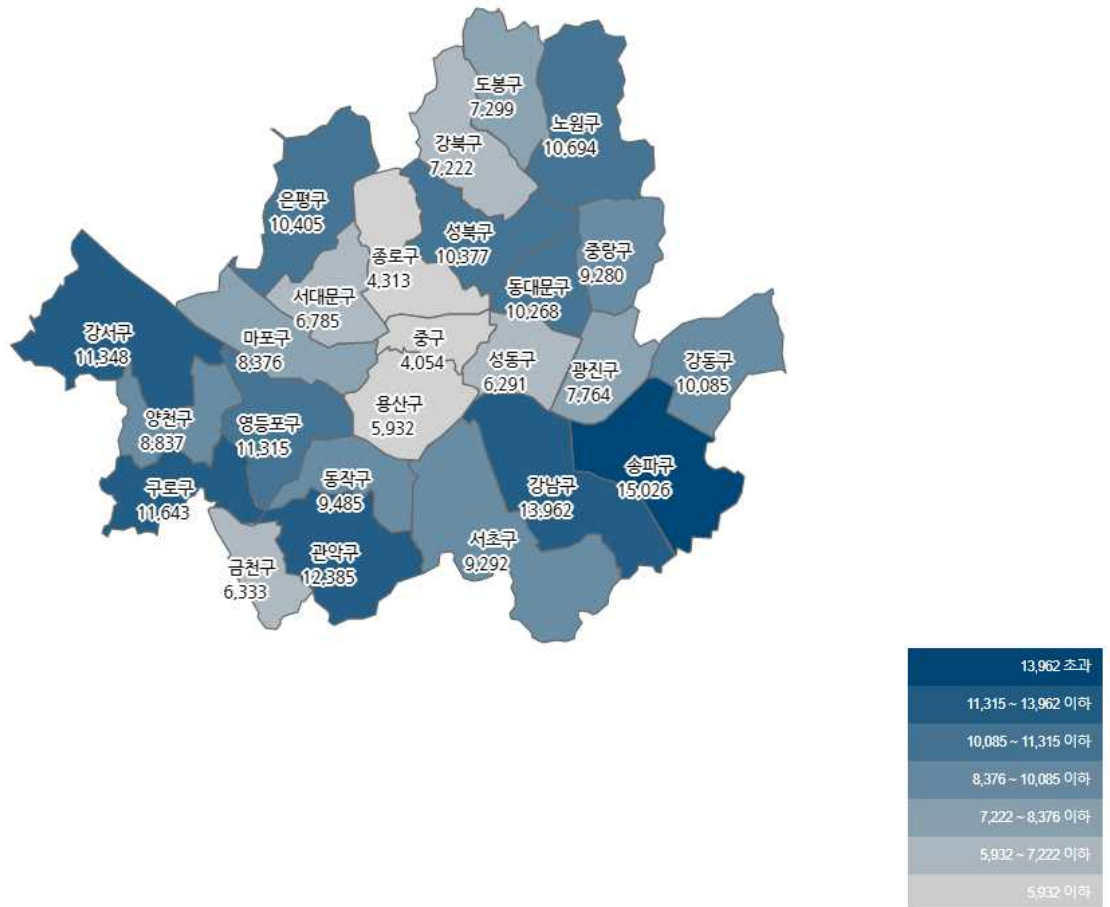 도봉구
7,299
노원구
10,694
강북구
7,222
은평구
10,405
성북구
10,377
중랑구
9,280
종로구
4,313
동대문구
10,268
서대문구
6,785
강서구
11,348
마포구
8,376
중구
4,054
성동구
6,291
광진구
7,764
강동구
10,085
용산구
5,932
양천구
8,837
영등포구
11,315
송파구
15,026
구로구
11,643
동작구
9,485
강남구
13,962
서초구
9,292
관악구
12,385
금천구
6,333
13,962 초과
11,315 ~ 13,962 이하
10,085 ~ 11,315 이하
8,376 ~ 10,085 이하
7,222 ~ 8,376 이하
5,932 ~ 7,222 이하
5,932 이하